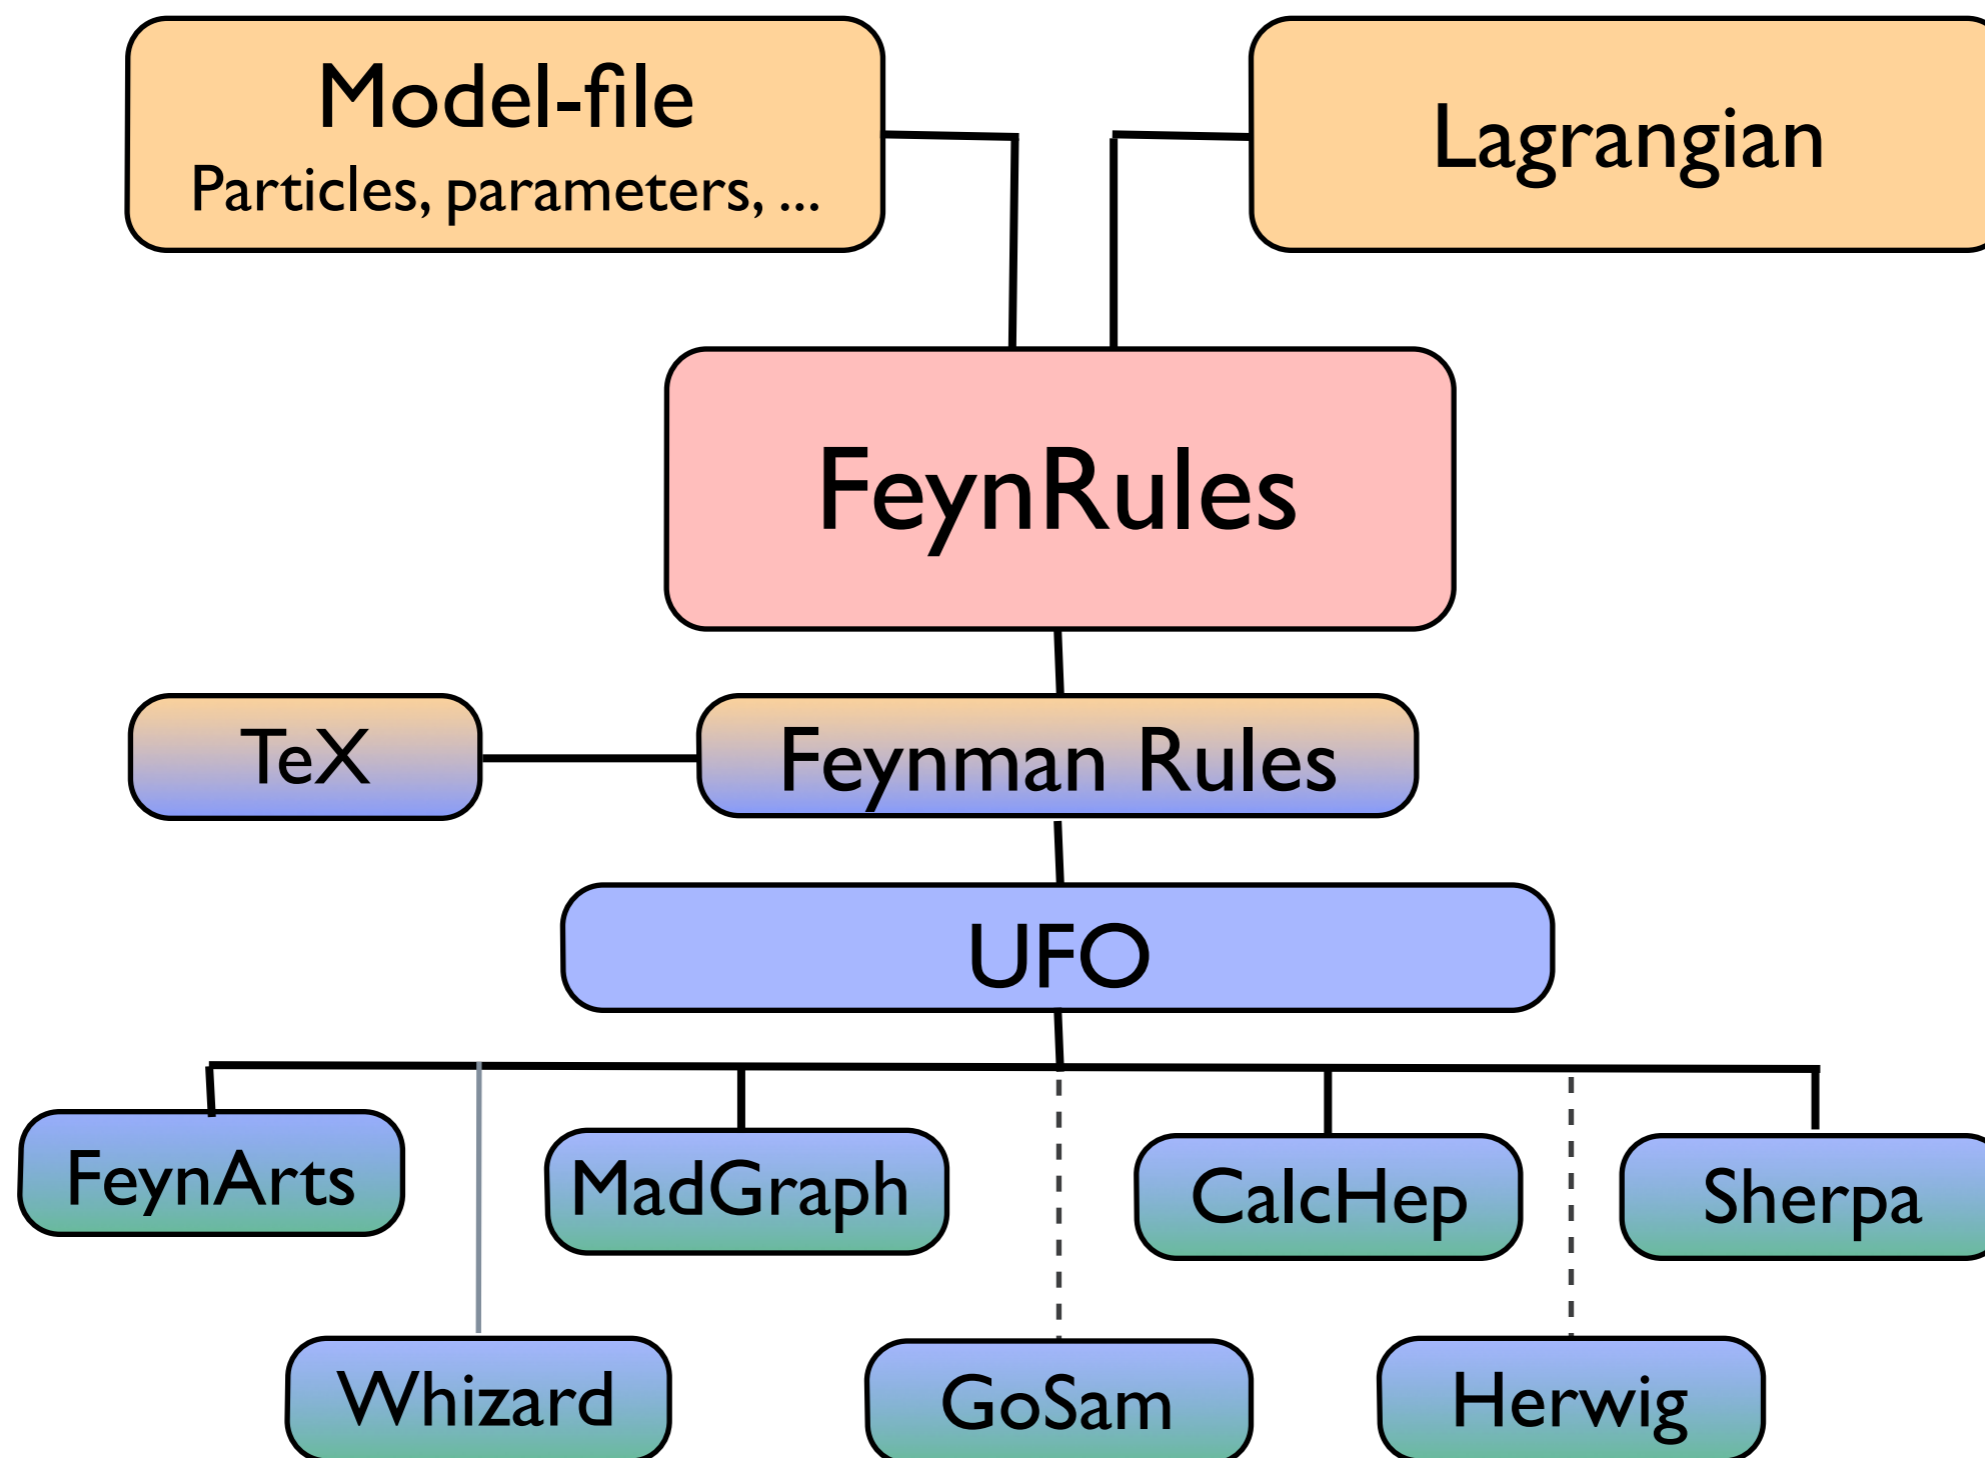 Model-file
Particles, parameters, ...
Lagrangian
FeynRules
TeX
Feynman Rules
UFO
FeynArts
MadGraph
CalcHep
Sherpa
Whizard
GoSam
Herwig